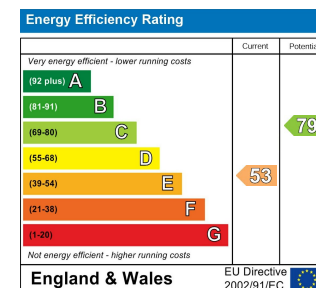 Energy Efficiency Rating
Current Potentia
Very energy efficient - lower running costs
(92 plus) A
(81-91) B
(69-80) C
79
(55-68) D
(39-54) E
53
(21-38) F
(1-20) G
Not energy efficient - higher running costs
England & Wales
EU Directive
2002/91/EC